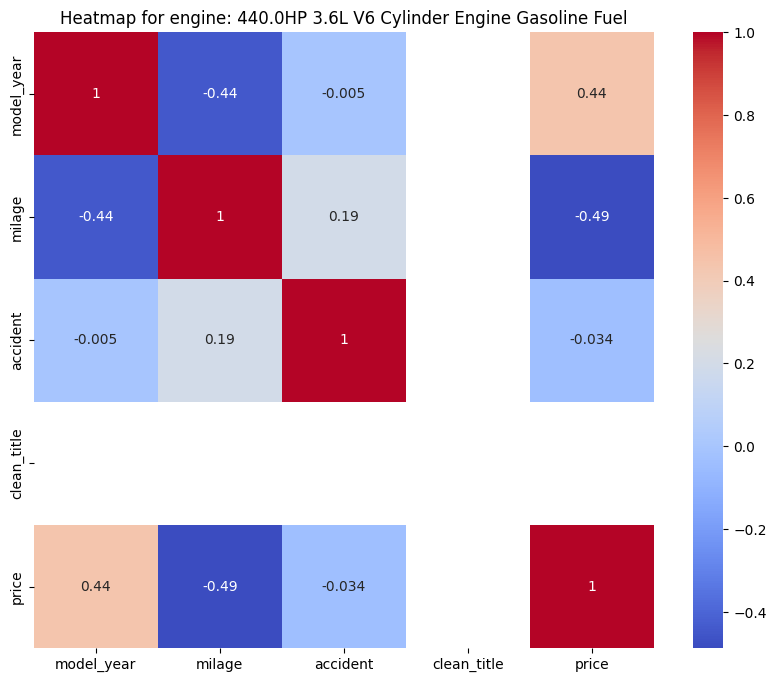 Heatmap for engine: 440.0HP 3.6L V6 Cylinder Engine Gasoline Fuel
model_year 1 -0.44 -0.005 0.44
milage -0.44 1 0.19 -0.49
accident -0.005 0.19 1 -0.034
clean_title
price 0.44 -0.49 -0.034 1
model_year milage accident clean_title price
1.0
0.8
0.6
0.4
0.2
0.0
−0.2
−0.4